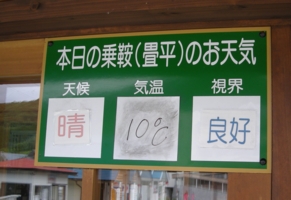 本日の乗鞍(畳平)のお天気
天候 気温 視界
晴 10℃ 良好